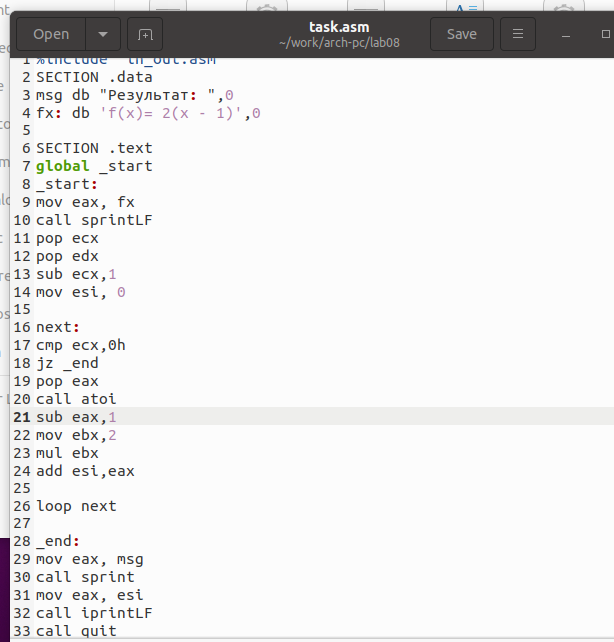 Open
task.asm
~/work/arch-pc/lab08
Save
1 %include 'in_out.asm'
2 SECTION .data
3 msg db "Результат: ",0
4 fx: db 'f(x)= 2(x - 1)',0
5
6 SECTION .text
7 global _start
8 _start:
9 mov eax, fx
10 call sprintLF
11 pop ecx
12 pop edx
13 sub ecx,1
14 mov esi, 0
15
16 next:
17 cmp ecx,0h
18 jz _end
19 pop eax
20 call atoi
21 sub eax,1
22 mov ebx,2
23 mul ebx
24 add esi,eax
25
26 loop next
27
28 _end:
29 mov eax, msg
30 call sprint
31 mov eax, esi
32 call iprintLF
33 call quit